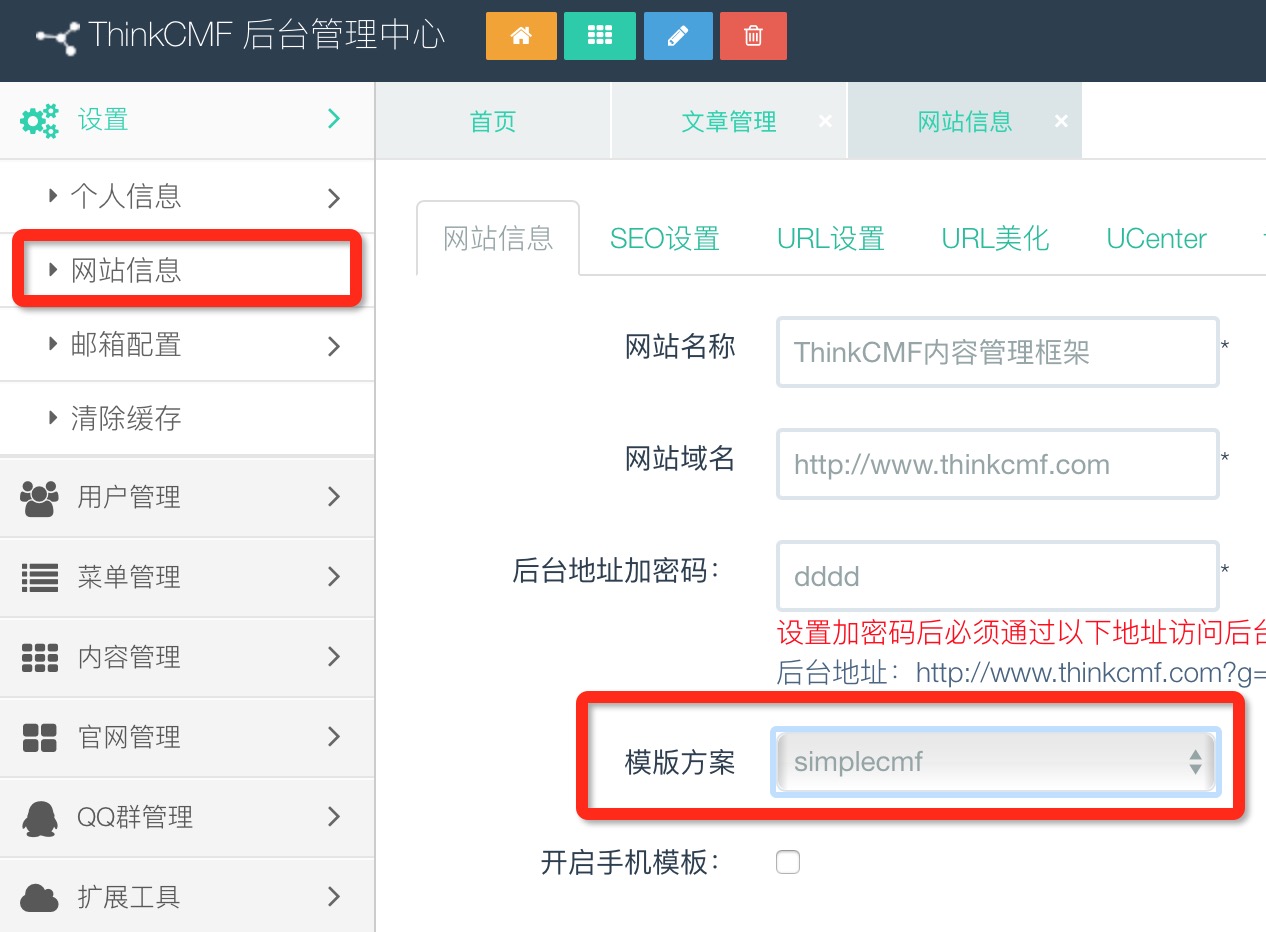 ThinkCMF 后台管理中心
设置
个人信息
网站信息
邮箱配置
清除缓存
用户管理
菜单管理
内容管理
官网管理
QQ群管理
扩展工具
首页 文章管理 × 网站信息 ×
网站信息 SEO设置 URL设置 URL美化 UCenter
网站名称 ThinkCMF内容管理框架 *
网站域名 http://www.thinkcmf.com *
后台地址加密码： dddd *
设置加密码后必须通过以下地址访问后台
后台地址：http://www.thinkcmf.com?g=
模版方案 simplecmf
开启手机模板：